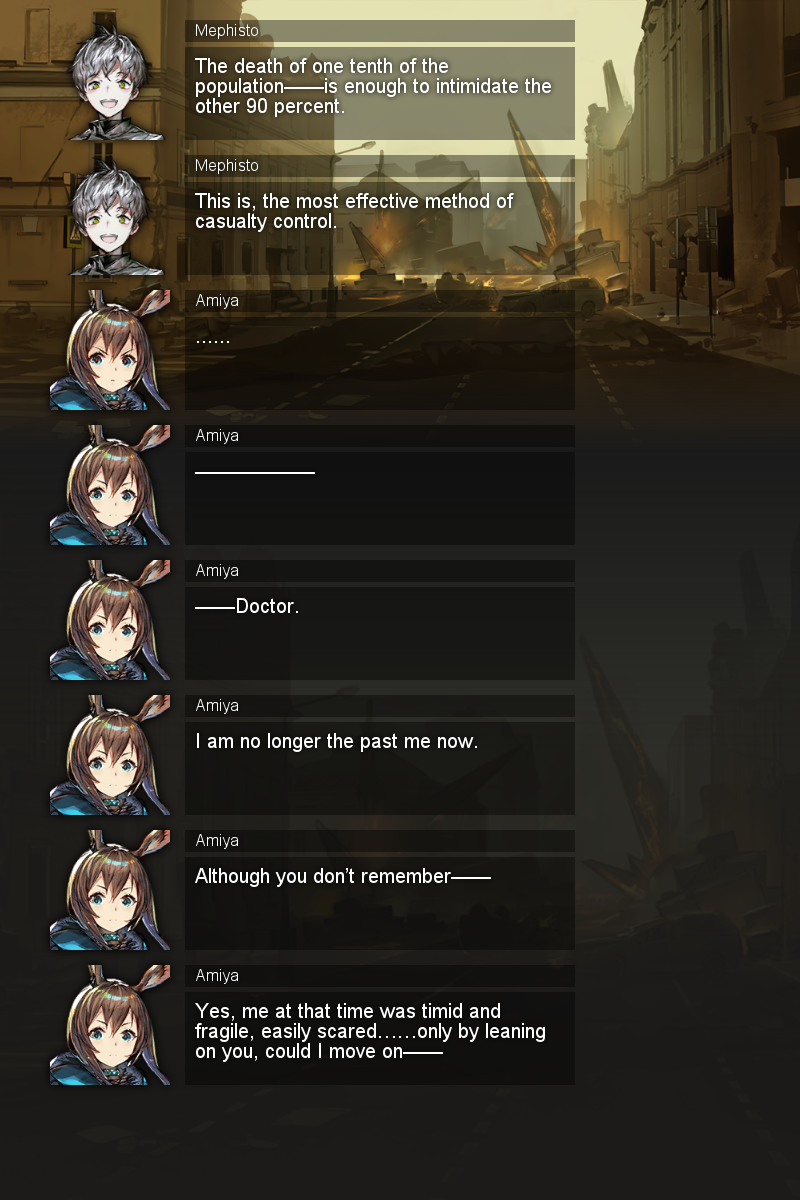 Mephisto
The death of one tenth of the
population——is enough to intimidate the
other 90 percent.
Mephisto
This is, the most effective method of
casualty control.
Amiya
......
Amiya
——————
Amiya
——Doctor.
Amiya
I am no longer the past me now.
Amiya
Although you don’t remember——
Amiya
Yes, me at that time was timid and
fragile, easily scared......only by leaning
on you, could I move on——